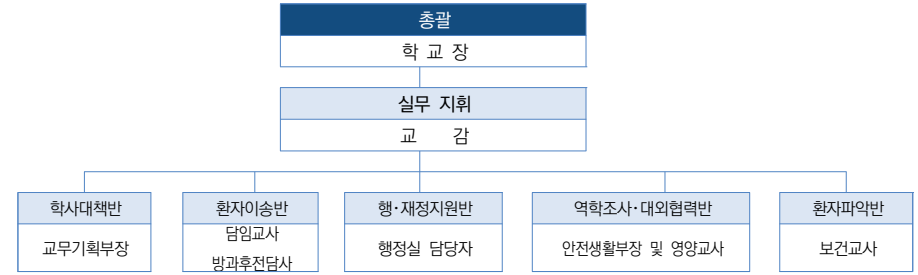 총괄
학 교 장
실무 지휘
교 감
학사대책반
교무기획부장
환자이송반
담임교사
방과후전담사
행·재정지원반
행정실 담당자
역학조사·대외협력반
안전생활부장 및 영양교사
환자파악반
보건교사